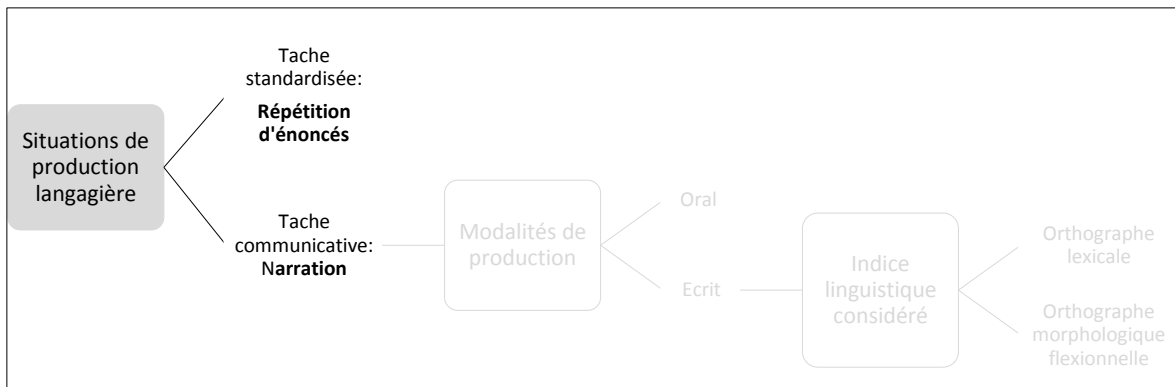 Situations de
production
langagière
Tache
standardisée:
Répétition
d'énoncés
Tache
communicative:
Narration
Modalités de
production
Oral
Ecrit
Indice
linguistique
considéré
Orthographe
lexicale
Orthographe
morphologique
flexionnelle